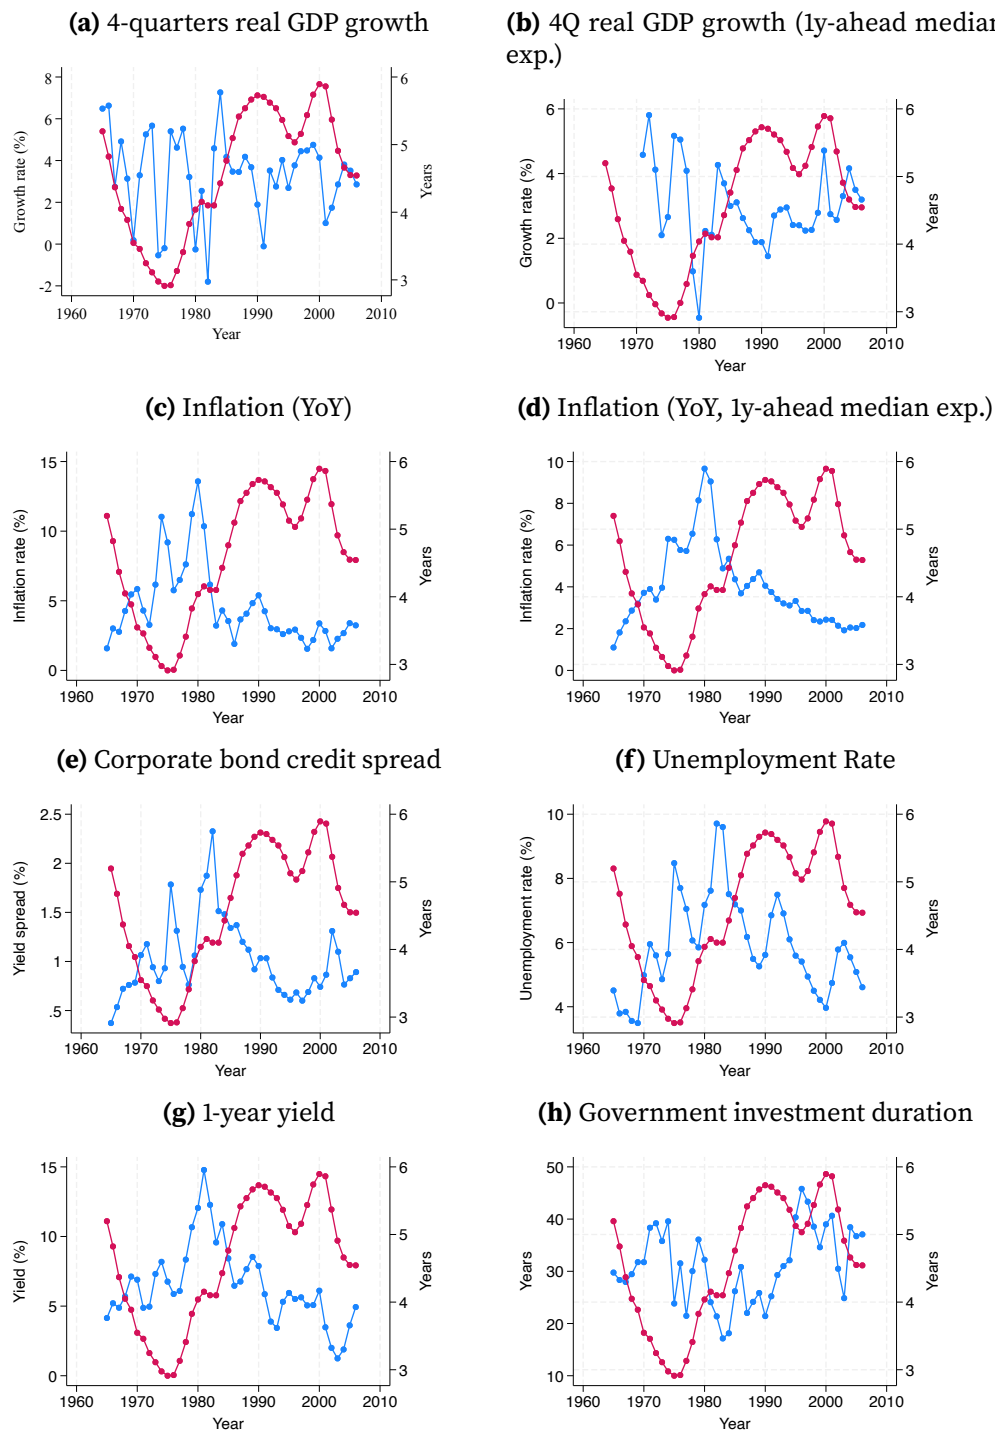 (a) 4-quarters real GDP growth
8
6
4
2
0
-2
Growth rate (%)
6
5
4
3
Years
1960 1970 1980 1990 2000 2010
Year
(b) 4Q real GDP growth (1y-ahead median
exp.)
6
4
2
0
Growth rate (%)
6
5
4
3
Years
1960 1970 1980 1990 2000 2010
Year
(c) Inflation (YoY)
15
10
5
0
Inflation rate (%)
6
5
4
3
Years
1960 1970 1980 1990 2000 2010
Year
(d) Inflation (YoY, 1y-ahead median exp.)
10
8
6
4
2
0
Inflation rate (%)
6
5
4
3
Years
1960 1970 1980 1990 2000 2010
Year
(e) Corporate bond credit spread
2.5
2
1.5
1
.5
Yield spread (%)
6
5
4
3
Years
1960 1970 1980 1990 2000 2010
Year
(f) Unemployment Rate
10
8
6
4
Unemployment rate (%)
6
5
4
3
Years
1960 1970 1980 1990 2000 2010
Year
(g) 1-year yield
15
10
5
0
Yield (%)
6
5
4
3
Years
1960 1970 1980 1990 2000 2010
Year
(h) Government investment duration
50
40
30
20
10
Years
6
5
4
3
Years
1960 1970 1980 1990 2000 2010
Year